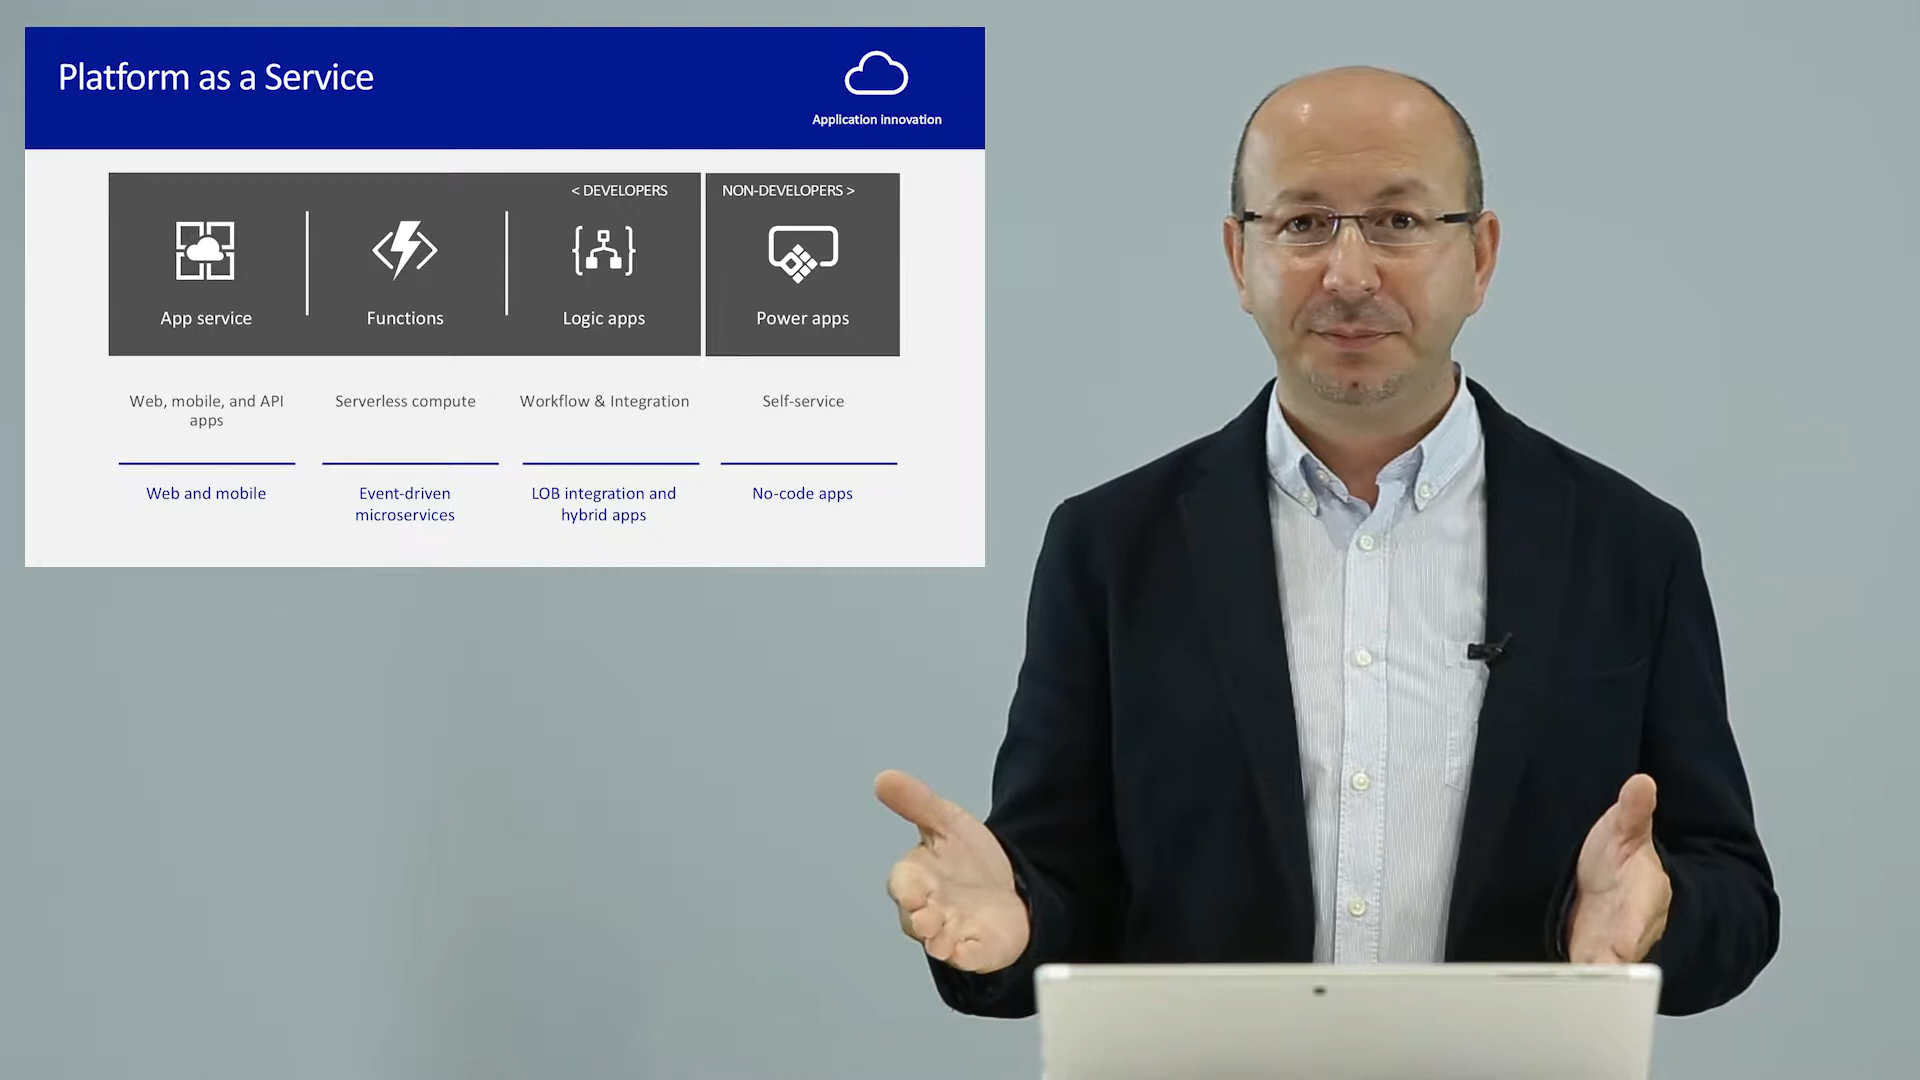 Platform as a Service
Application innovation
< DEVELOPERS
NON-DEVELOPERS >
App service
Functions
Logic apps
Power apps
Web, mobile, and API
apps
Serverless compute
Workflow & Integration
Self-service
Web and mobile
Event-driven
microservices
LOB integration and
hybrid apps
No-code apps